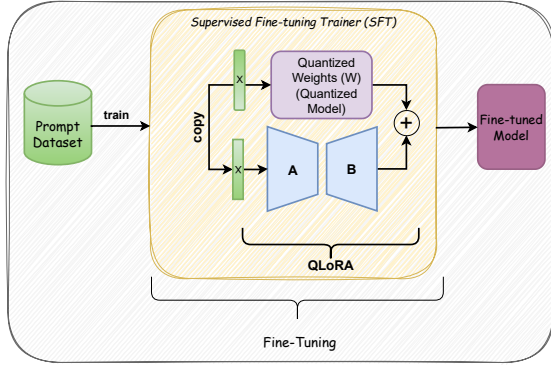 Supervised Fine-tuning Trainer (SFT)
Prompt
Dataset
train
copy
x
Quantized
Weights (W)
(Quantized
Model)
+
x
A
B
Fine-tuned
Model
QLoRA
Fine-Tuning